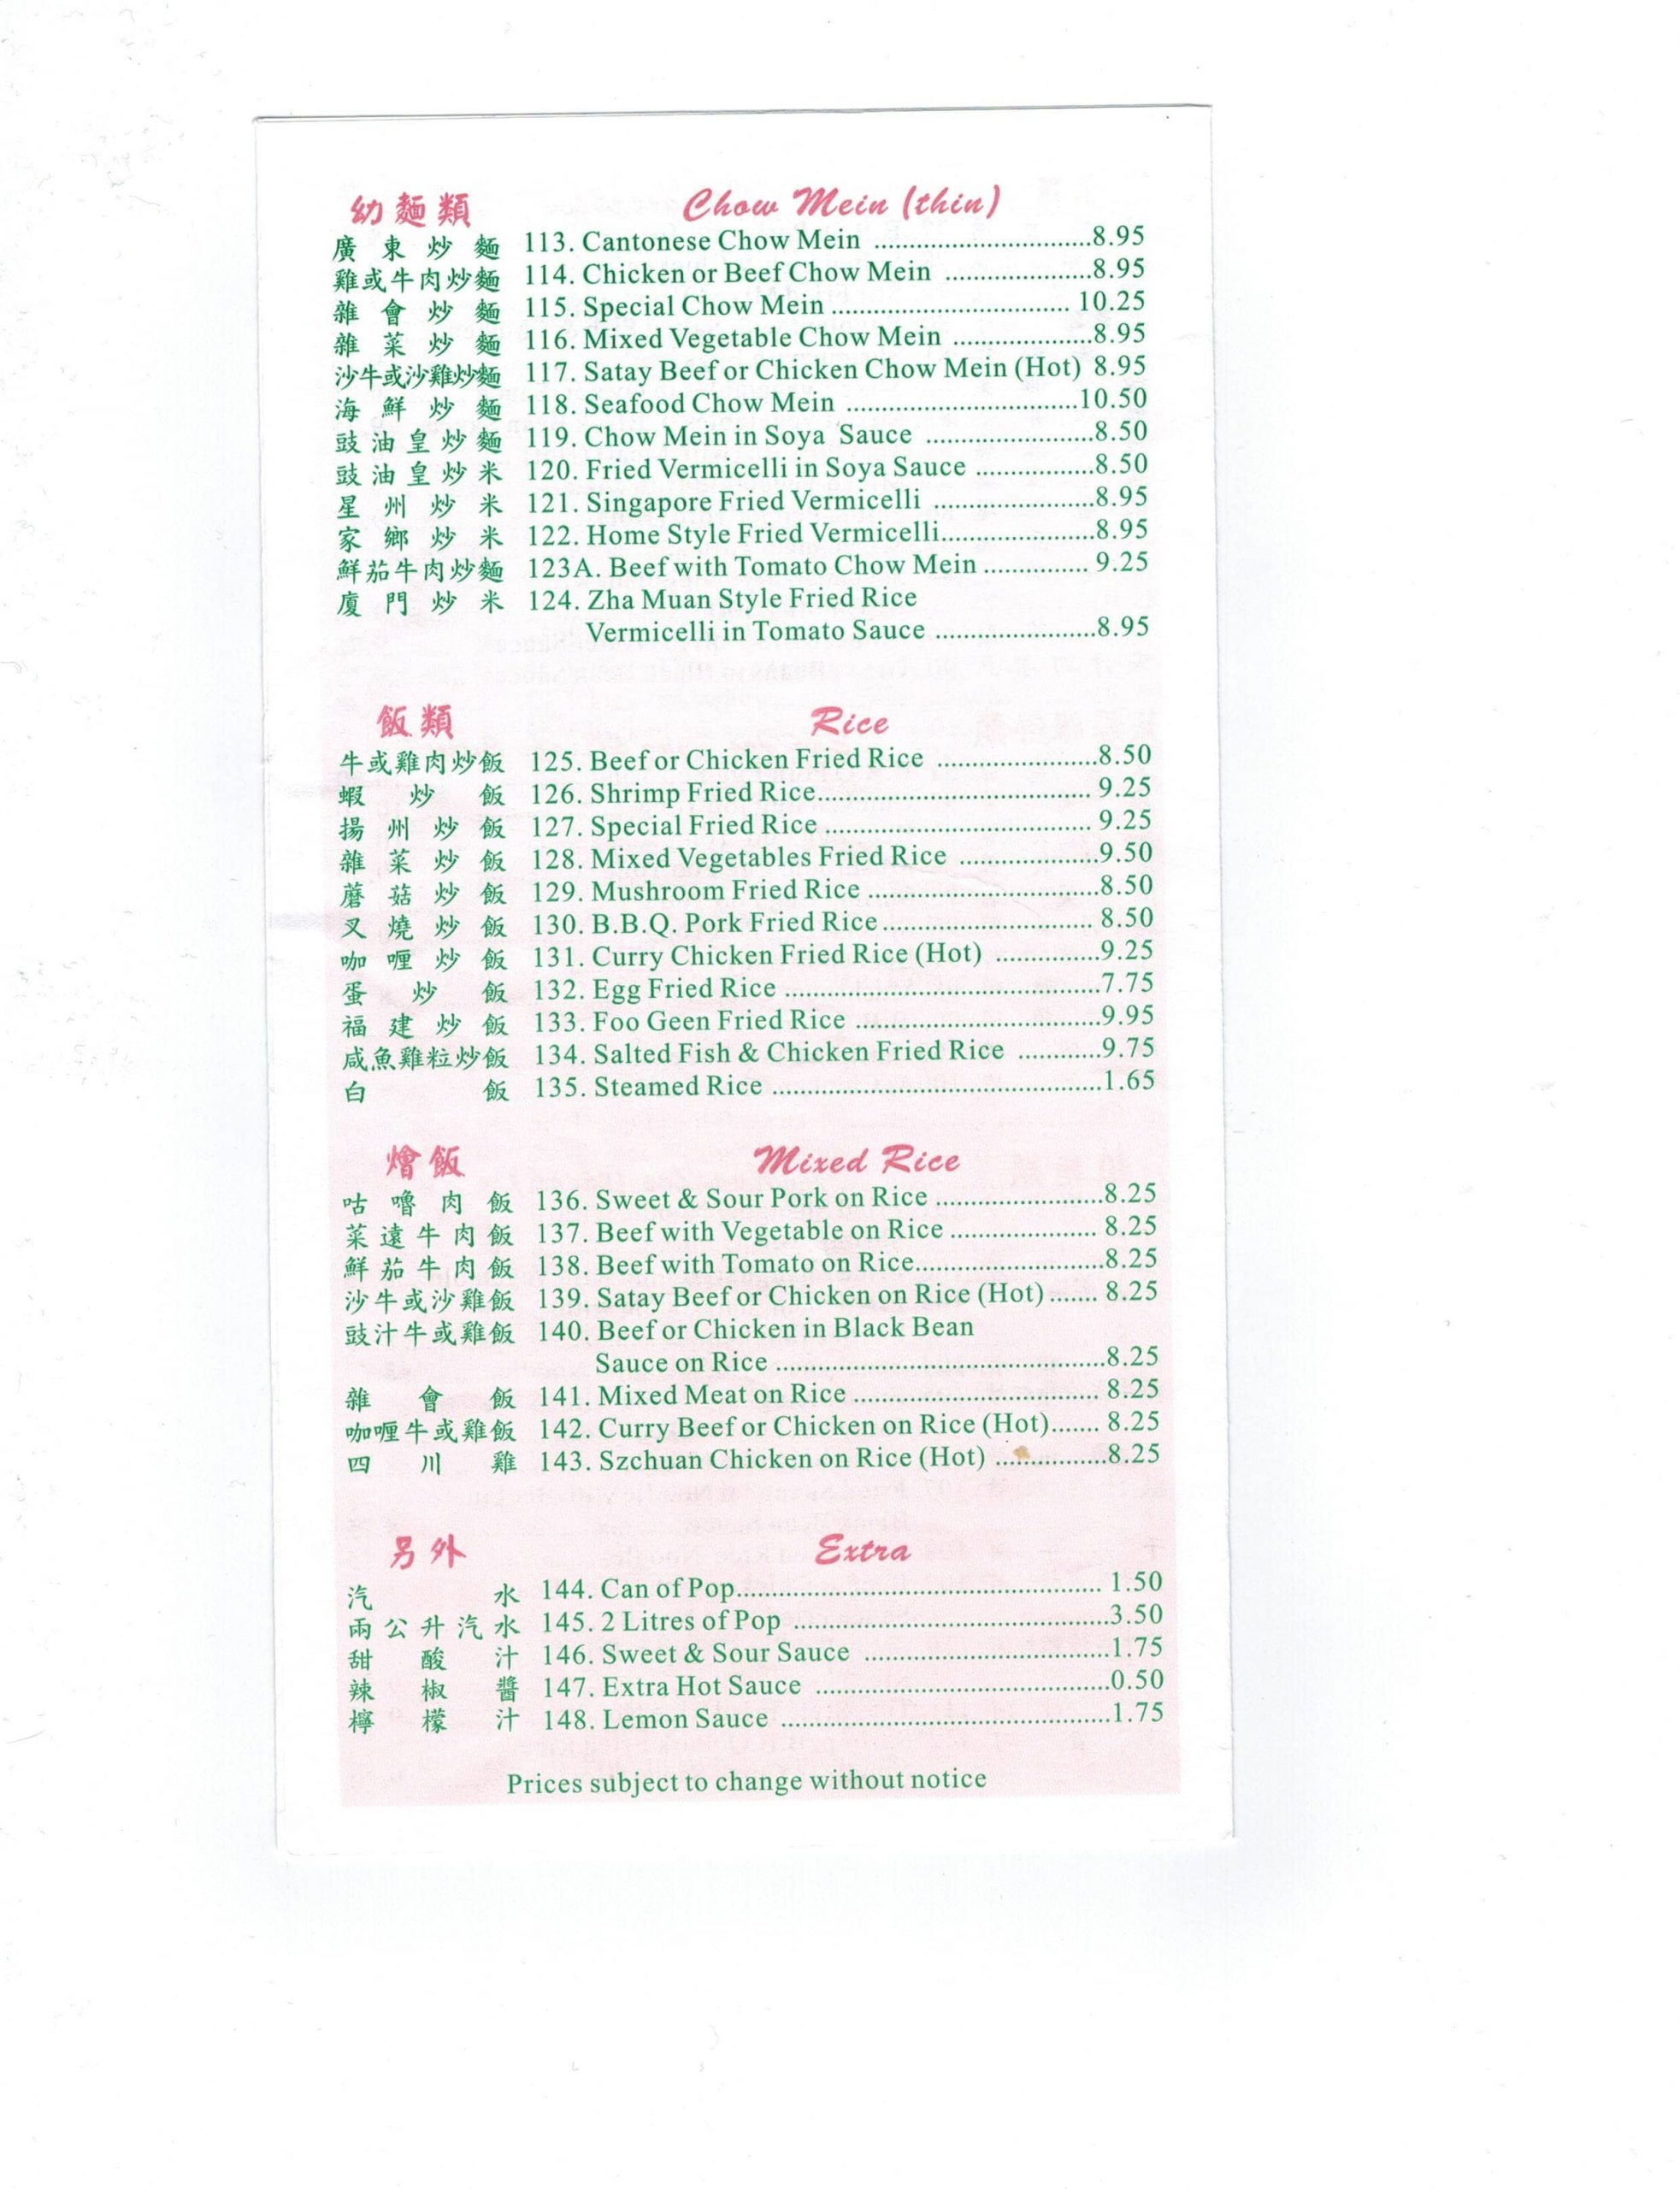 幼麵類 Chow Mein (thin)
廣東炒麵 113. Cantonese Chow Mein ................................8.95
雞或牛肉炒麵 114. Chicken or Beef Chow Mein ......................8.95
雜會炒麵 115. Special Chow Mein ................................... 10.25
雜菜炒麵 116. Mixed Vegetable Chow Mein .....................8.95
沙牛或沙雞炒麵 117. Satay Beef or Chicken Chow Mein (Hot) 8.95
海鮮炒麵 118. Seafood Chow Mein ..................................10.50
豉油皇炒麵 119. Chow Mein in Soya Sauce .........................8.50
豉油皇炒米 120. Fried Vermicelli in Soya Sauce .................8.50
星州炒米 121. Singapore Fried Vermicelli ........................8.95
家鄉炒米 122. Home Style Fried Vermicelli......................8.95
鮮茄牛肉炒麵 123A. Beef with Tomato Chow Mein ............... 9.25
廈門炒米 124. Zha Muan Style Fried Rice
Vermicelli in Tomato Sauce ........................8.95
飯類 Rice
牛或雞肉炒飯 125. Beef or Chicken Fried Rice ........................8.50
蝦炒飯 126. Shrimp Fried Rice........................................ 9.25
揚州炒飯 127. Special Fried Rice ....................................... 9.25
雜菜炒飯 128. Mixed Vegetables Fried Rice .....................9.50
蘑菇炒飯 129. Mushroom Fried Rice ..................................8.50
叉燒炒飯 130. B.B.Q. Pork Fried Rice............................... 8.50
咖喱炒飯 131. Curry Chicken Fried Rice (Hot) ...............9.25
蛋炒飯 132. Egg Fried Rice ...............................................7.75
福建炒飯 133. Foo Geen Fried Rice ....................................9.95
咸魚雞粒炒飯 134. Salted Fish & Chicken Fried Rice ............9.75
白飯 135. Steamed Rice .................................................1.65
燴飯 Mixed Rice
咕嚕肉飯 136. Sweet & Sour Pork on Rice .........................8.25
菜遠牛肉飯 137. Beef with Vegetable on Rice ...................... 8.25
鮮茄牛肉飯 138. Beef with Tomato on Rice............................8.25
沙牛或沙雞飯 139. Satay Beef or Chicken on Rice (Hot) ....... 8.25
豉汁牛或雞飯 140. Beef or Chicken in Black Bean
Sauce on Rice .................................................8.25
雜會飯 141. Mixed Meat on Rice .................................... 8.25
咖喱牛或雞飯 142. Curry Beef or Chicken on Rice (Hot)....... 8.25
四川雞 143. Szchuan Chicken on Rice (Hot) ................8.25
另外 Extra
汽水 144. Can of Pop...................................................... 1.50
兩公升汽水 145. 2 Litres of Pop ...............................................3.50
甜酸汁 146. Sweet & Sour Sauce ....................................1.75
辣椒醬 147. Extra Hot Sauce ...........................................0.50
檸檬汁 148. Lemon Sauce .................................................1.75
Prices subject to change without notice